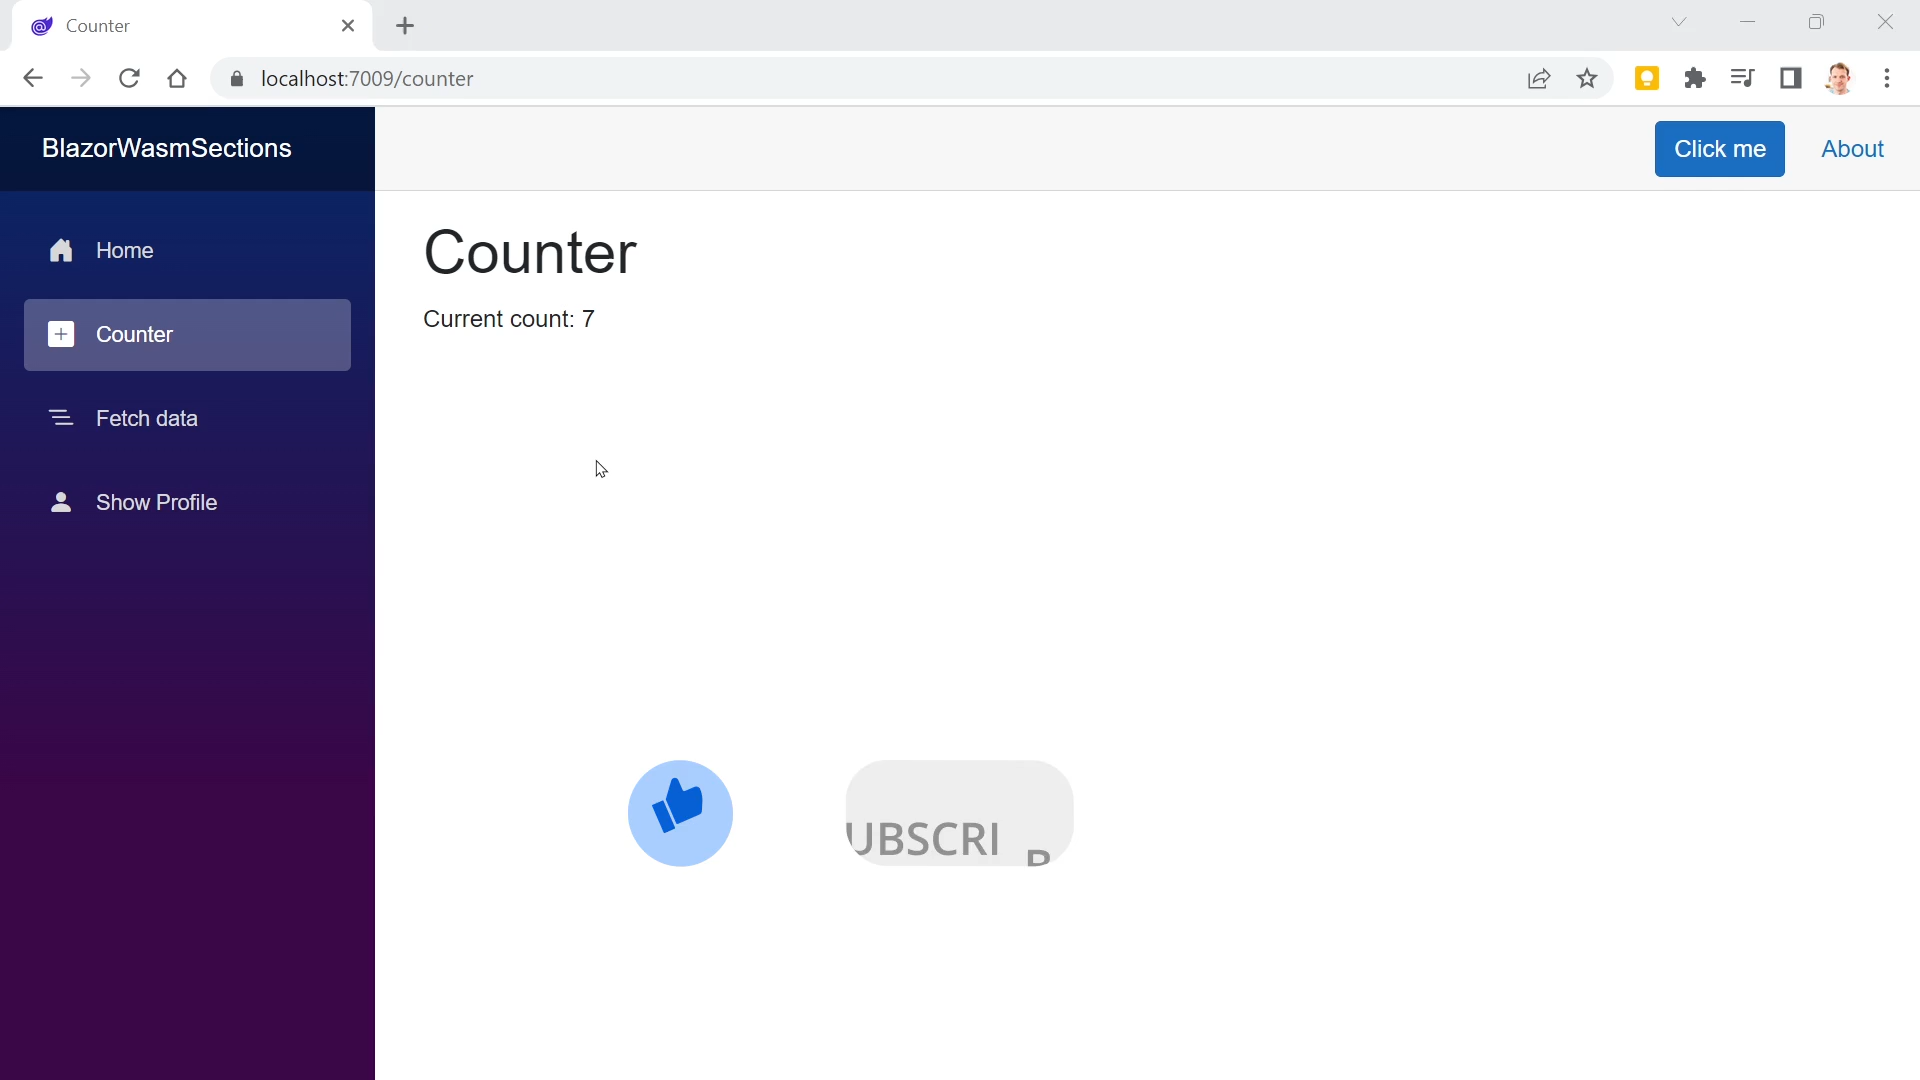 Counter
localhost:7009/counter
BlazorWasmSections
Click me
About
Home
Counter
Fetch data
Show Profile
Counter
Current count: 7
UBSCRI